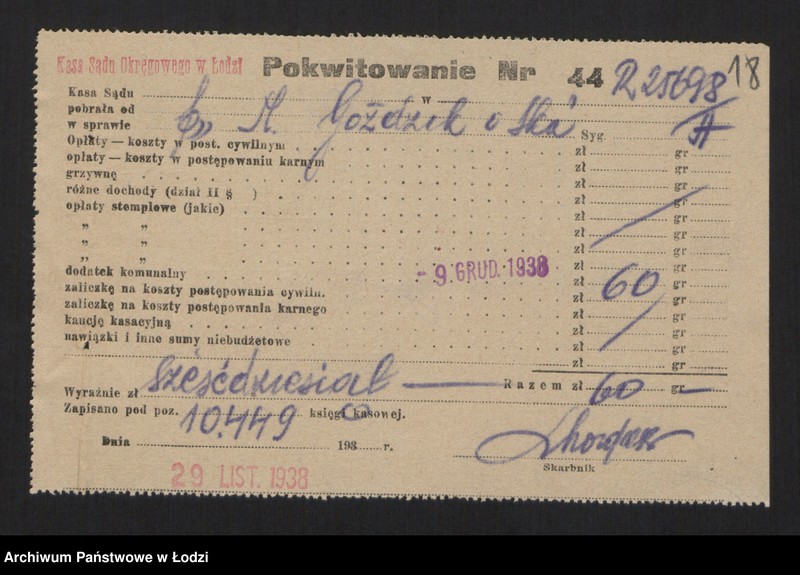 Kasa Sądu Okręgowego w Łodzi Pokwitowanie Nr 44 R 25698 18
Kasa Sądu w
pobrała od
w sprawie K. Goździk Ska Syg. A
Opłaty — koszty w post. cywilnym zł gr
opłaty — koszty w postępowaniu karnym zł gr
grzywnę zł gr
różne dochody (dział II § ) zł gr
opłaty stemplowe (jakie) zł gr
„ „ zł gr
„ „ zł gr
„ „ zł gr
dodatek komunalny - 9 GRUD. 1938 zł gr
zaliczkę na koszty postępowania cywiln. zł 60 gr
zaliczkę na koszty postępowania karnego zł gr
kaucję kasacyjną zł gr
nawiązki i inne sumy niebudżetowe zł gr
zł gr
Wyraźnie zł sześćdziesiąt — Razem zł 60 gr —
Zapisano pod poz. 10.449 księgi kasowej.
Dnia 193 r.
Skarbnik
29 LIST. 1938
Archiwum Państwowe w Łodzi